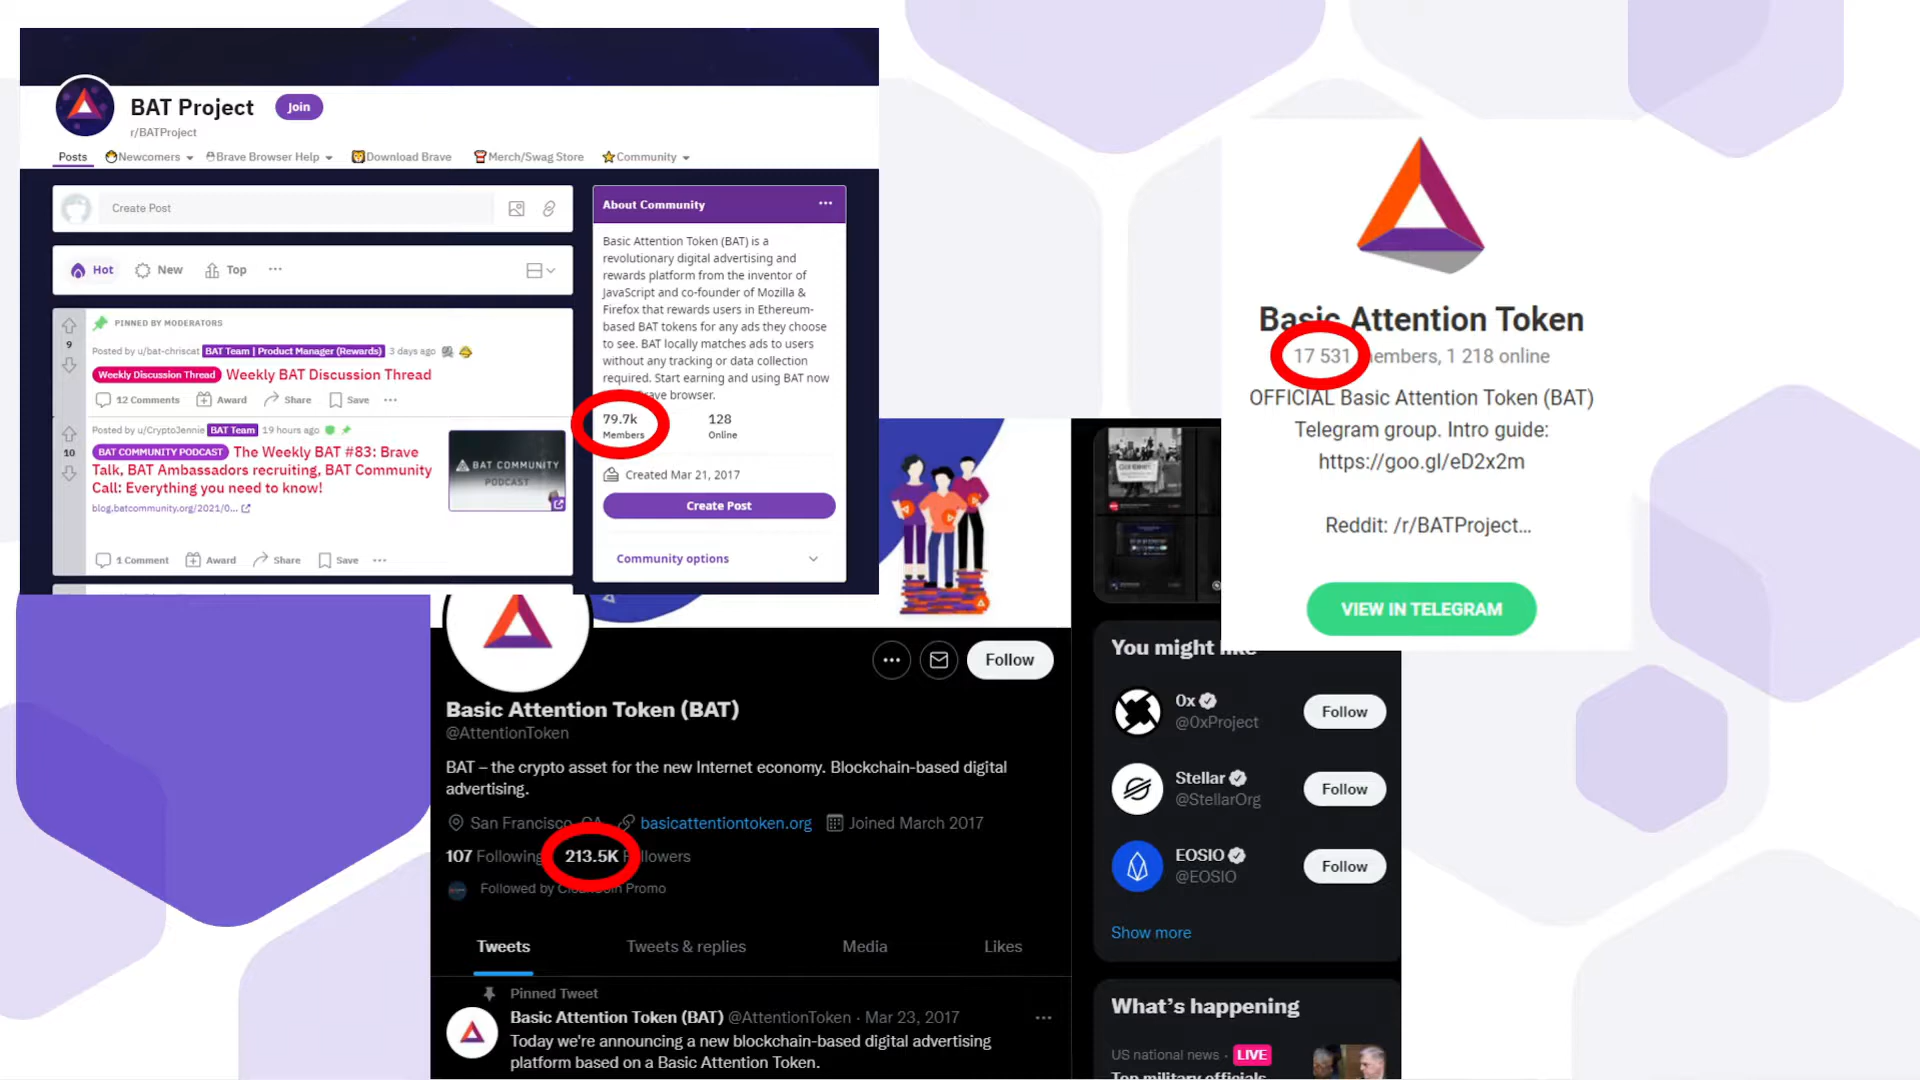 BAT Project
Join
r/BATProject
Posts
Newcomers
Brave Browser Help
Download Brave
Merch/Swag Store
Community
Create Post
Hot
New
Top
PINNED BY MODERATORS
9
Posted by u/bat-chriscat BAT Team | Product Manager (Rewards) 3 days ago
Weekly Discussion Thread Weekly BAT Discussion Thread
12 Comments Award Share Save
Posted by u/CryptoJennie BAT Team 19 hours ago
10
BAT COMMUNITY PODCAST The Weekly BAT #83: Brave
Talk, BAT Ambassadors recruiting, BAT Community
Call: Everything you need to know!
blog.batcommunity.org/2021/0...
BAT COMMUNITY
PODCAST
1 Comment Award Share Save
About Community
Basic Attention Token (BAT) is a
revolutionary digital advertising and
rewards platform from the inventor of
JavaScript and co-founder of Mozilla &
Firefox that rewards users in Ethereum-
based BAT tokens for any ads they choose
to see. BAT locally matches ads to users
without any tracking or data collection
required. Start earning and using BAT now
browser.
79.7k
Members
128
Online
Created Mar 21, 2017
Create Post
Community options
Basic Attention Token
17 531 members, 1 218 online
OFFICIAL Basic Attention Token (BAT)
Telegram group. Intro guide:
https://goo.gl/eD2x2m
Reddit: /r/BATProject...
VIEW IN TELEGRAM
Follow
Basic Attention Token (BAT)
@AttentionToken
BAT – the crypto asset for the new Internet economy. Blockchain-based digital
advertising.
San Francisco, CA
basicattentiontoken.org
Joined March 2017
107 Following
213.5K Followers
Followed by Promo
Tweets
Tweets & replies
Media
Likes
Pinned Tweet
Basic Attention Token (BAT) @AttentionToken · Mar 23, 2017
Today we're announcing a new blockchain-based digital advertising
platform based on a Basic Attention Token.
You might like
0x
@0xProject
Follow
Stellar
@StellarOrg
Follow
EOSIO
@EOSIO
Follow
Show more
What's happening
US national news · LIVE
Top military officials